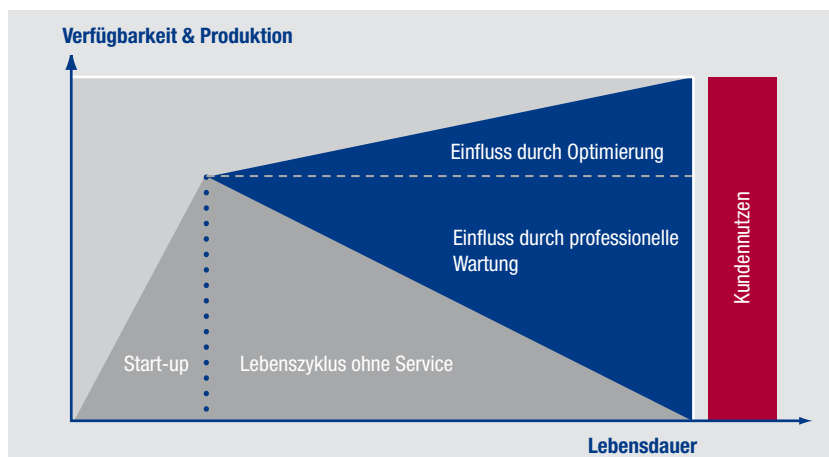 Verfügbarkeit & Produktion
Einfluss durch Optimierung
Einfluss durch professionelle
Wartung
Kundennutzen
Start-up
Lebenszyklus ohne Service
Lebensdauer